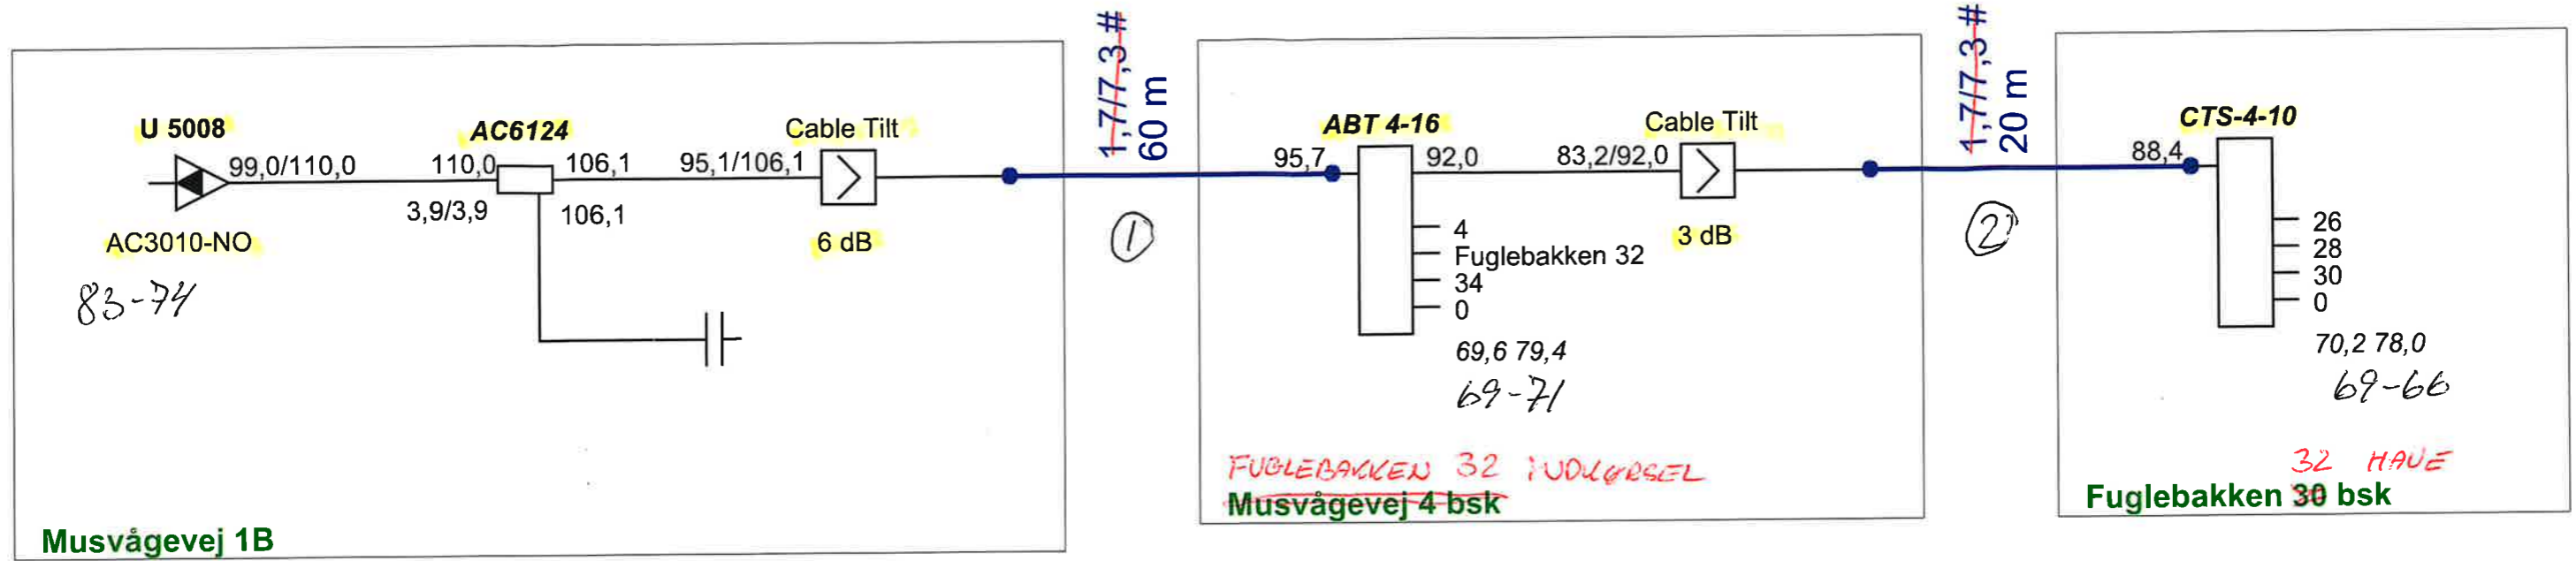 U 5008
99,0/110,0
AC3010-NO
83-74
AC6124
110,0
106,1
3,9/3,9
106,1
Cable Tilt
95,1/106,1
6 dB
Musvågevej 1B
1,7/7,3 #
60 m
1
ABT 4-16
95,7
92,0
4
Fuglebakken 32
34
0
69,6 79,4
69-71
Cable Tilt
83,2/92,0
3 dB
FUGLEBAKKEN 32 INDKØRSEL
Musvågevej 4 bsk
1,7/7,3 #
20 m
2
CTS-4-10
88,4
26
28
30
0
70,2 78,0
69-66
32 HAVE
Fuglebakken 30 bsk